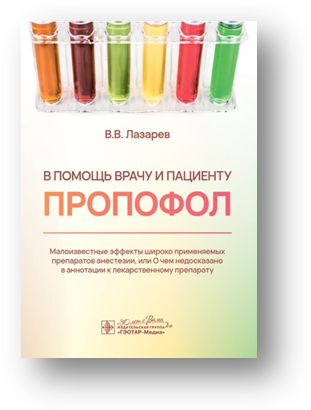 В.В. Лазарев
В ПОМОЩЬ ВРАЧУ И ПАЦИЕНТУ
ПРОПОФОЛ
Малоизвестные эффекты широко применяемых
препаратов анестезии, или О чем недосказано
в аннотации к лекарственному препарату
ИЗДАТЕЛЬСКАЯ ГРУППА
«ГЭОТАР-Медиа»